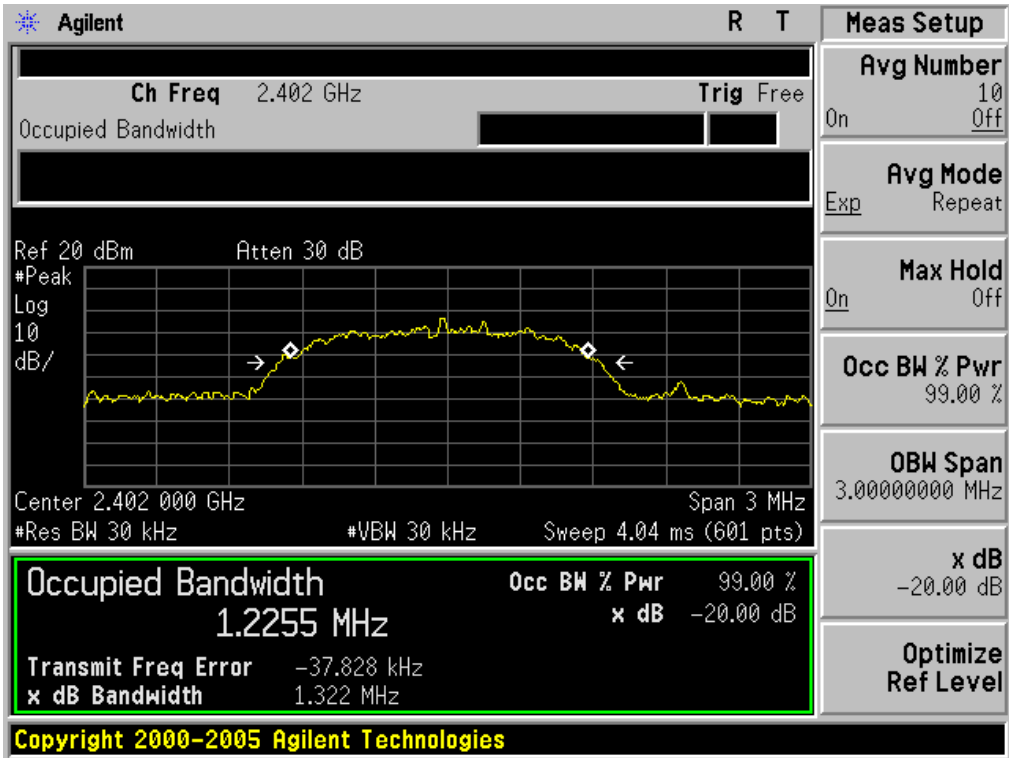 Agilent R T
Ch Freq 2.402 GHz Trig Free
Occupied Bandwidth
Ref 20 dBm Atten 30 dB
#Peak
Log
10
dB/
Center 2.402 000 GHz Span 3 MHz
#Res BW 30 kHz #VBW 30 kHz Sweep 4.04 ms (601 pts)
Occupied Bandwidth Occ BW % Pwr 99.00 %
1.2255 MHz x dB -20.00 dB
Transmit Freq Error -37.828 kHz
x dB Bandwidth 1.322 MHz
Copyright 2000-2005 Agilent Technologies
Meas Setup
Avg Number
10
On Off
Avg Mode
Exp Repeat
Max Hold
On Off
Occ BW % Pwr
99.00 %
OBW Span
3.00000000 MHz
x dB
-20.00 dB
Optimize
Ref Level